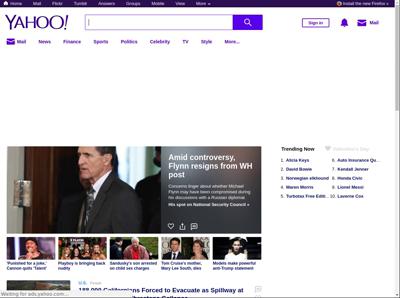 Home Mail Flickr Tumblr Answers Groups Mobile View More Install the new Firefox »
YAHOO!
Sign in
Mail
Mail News Finance Sports Politics Celebrity TV Style More...
Amid controversy,
Flynn resigns from WH
post
Concerns linger about whether Michael
Flynn may have been compromised during
his discussions with a Russian diplomat.
His spot on National Security Council »
'Punished for a joke,'
Cannon quits 'Talent'
Playboy is bringing back
nudity
Sandusky's son arrested
on child sex charges
Tom Cruise's mother,
Mary Lee South, dies
Models make powerful
anti-Trump statement
Trending Now
Valentine's Day
1. Alicia Keys
2. David Bowie
3. Norwegian elkhound
4. Maren Morris
5. Turbotax Free Editi...
6. Auto Insurance Qu...
7. Kendall Jenner
8. Honda Civic
9. Lionel Messi
10. Laverne Cox
U.S.
188,000 Californians Forced to Evacuate as Spillway at
Waiting for ads.yahoo.com...